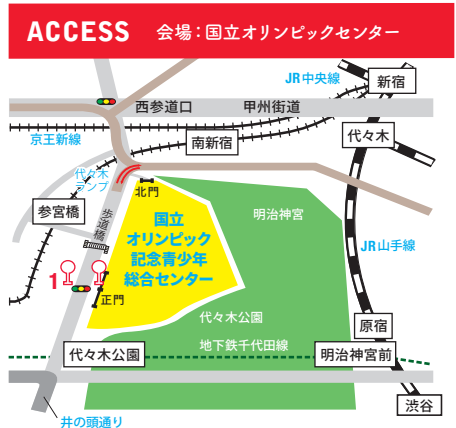 ACCESS 会場：国立オリンピックセンター
JR中央線
新宿
西参道口 甲州街道
代々木
京王新線
南新宿
代々木
ランプ
北門
参宮橋
歩道橋
国立
オリンピック
記念青少年
総合センター
明治神宮
JR山手線
1
正門
代々木公園
原宿
地下鉄千代田線
代々木公園
明治神宮前
渋谷
井の頭通り